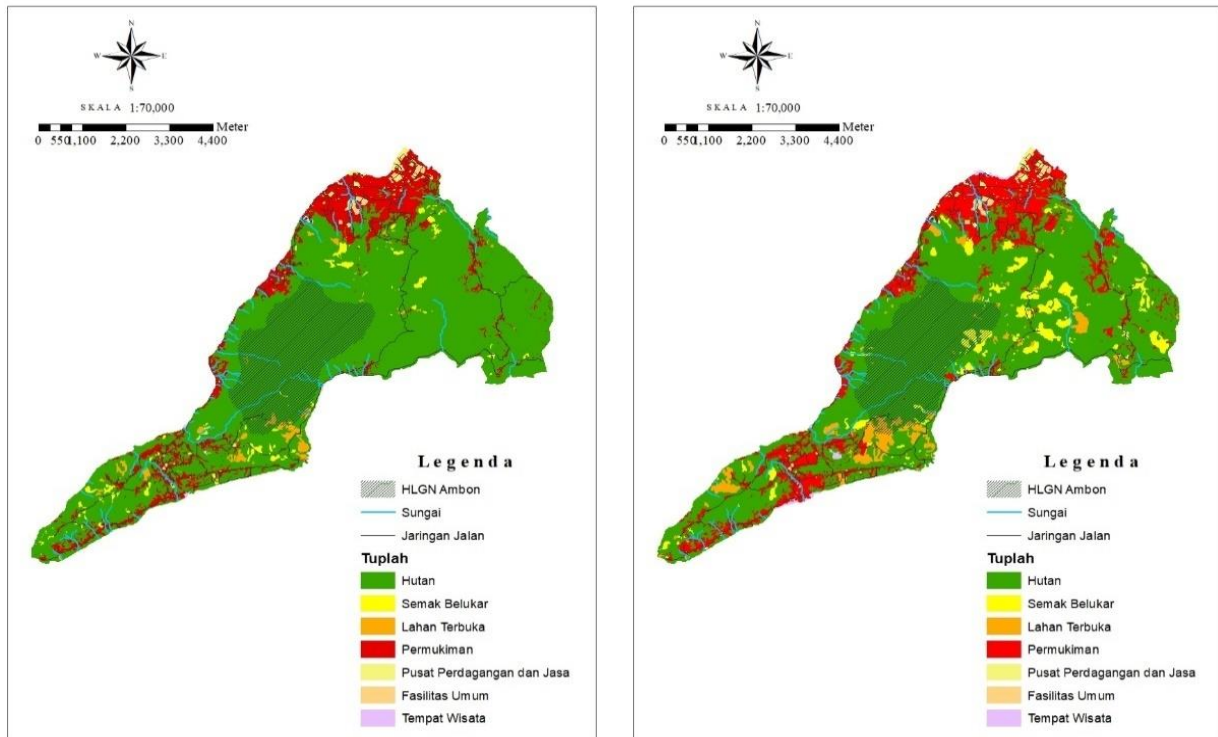 N
W E
S
SKALA 1:70,000
Meter
0 550 1,100 2,200 3,300 4,400
Legenda
HLGN Ambon
Sungai
Jaringan Jalan
Tuplah
Hutan
Semak Belukar
Lahan Terbuka
Permukiman
Pusat Perdagangan dan Jasa
Fasilitas Umum
Tempat Wisata
N
W E
S
SKALA 1:70,000
Meter
0 550 1,100 2,200 3,300 4,400
Legenda
HLGN Ambon
Sungai
Jaringan Jalan
Tuplah
Hutan
Semak Belukar
Lahan Terbuka
Permukiman
Pusat Perdagangan dan Jasa
Fasilitas Umum
Tempat Wisata